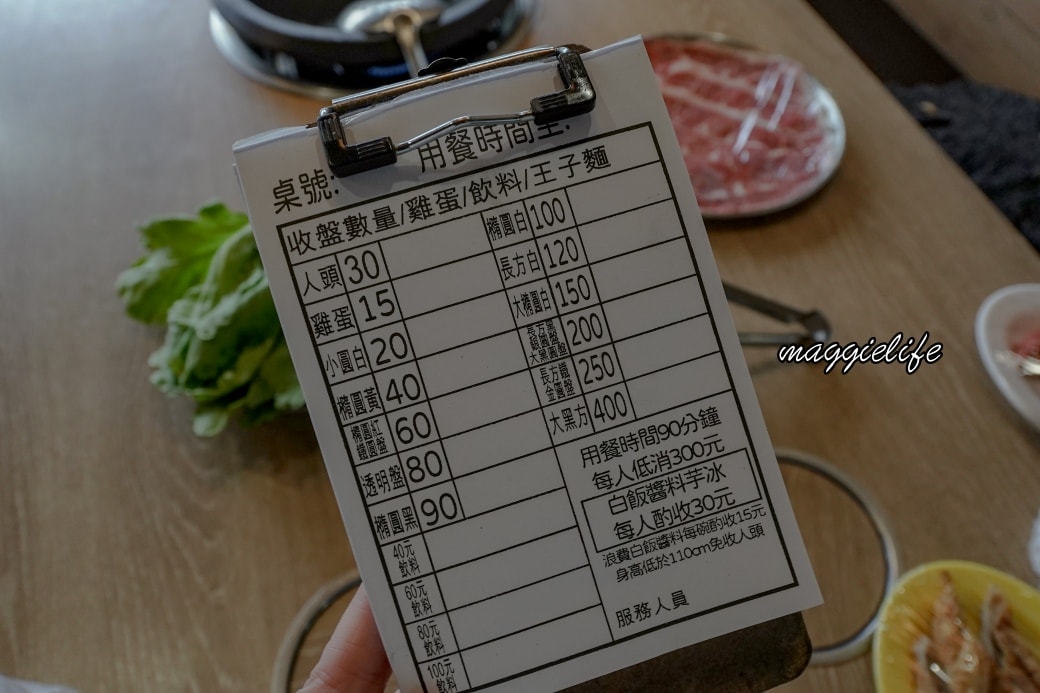 用餐時間至:
桌號:
收盤數量/雞蛋/飲料/王子麵
人頭 30
雞蛋 15
小圓白 20
橢圓黃 40
橢圓紅
鐵圓盤 60
透明盤 80
橢圓黑 90
40元
飲料
60元
飲料
80元
飲料
100元
飲料
橢圓白 100
長方白 120
大橢圓白 150
長方黑
銀圓盤
大黑圓盤 200
長方鐵
金圓盤 250
大黑方 400
用餐時間90分鐘
每人低消300元
白飯醬料芋冰
每人酌收30元
浪費白飯醬料每碗酌收15元
身高低於110cm免收人頭
服務人員
maggielife